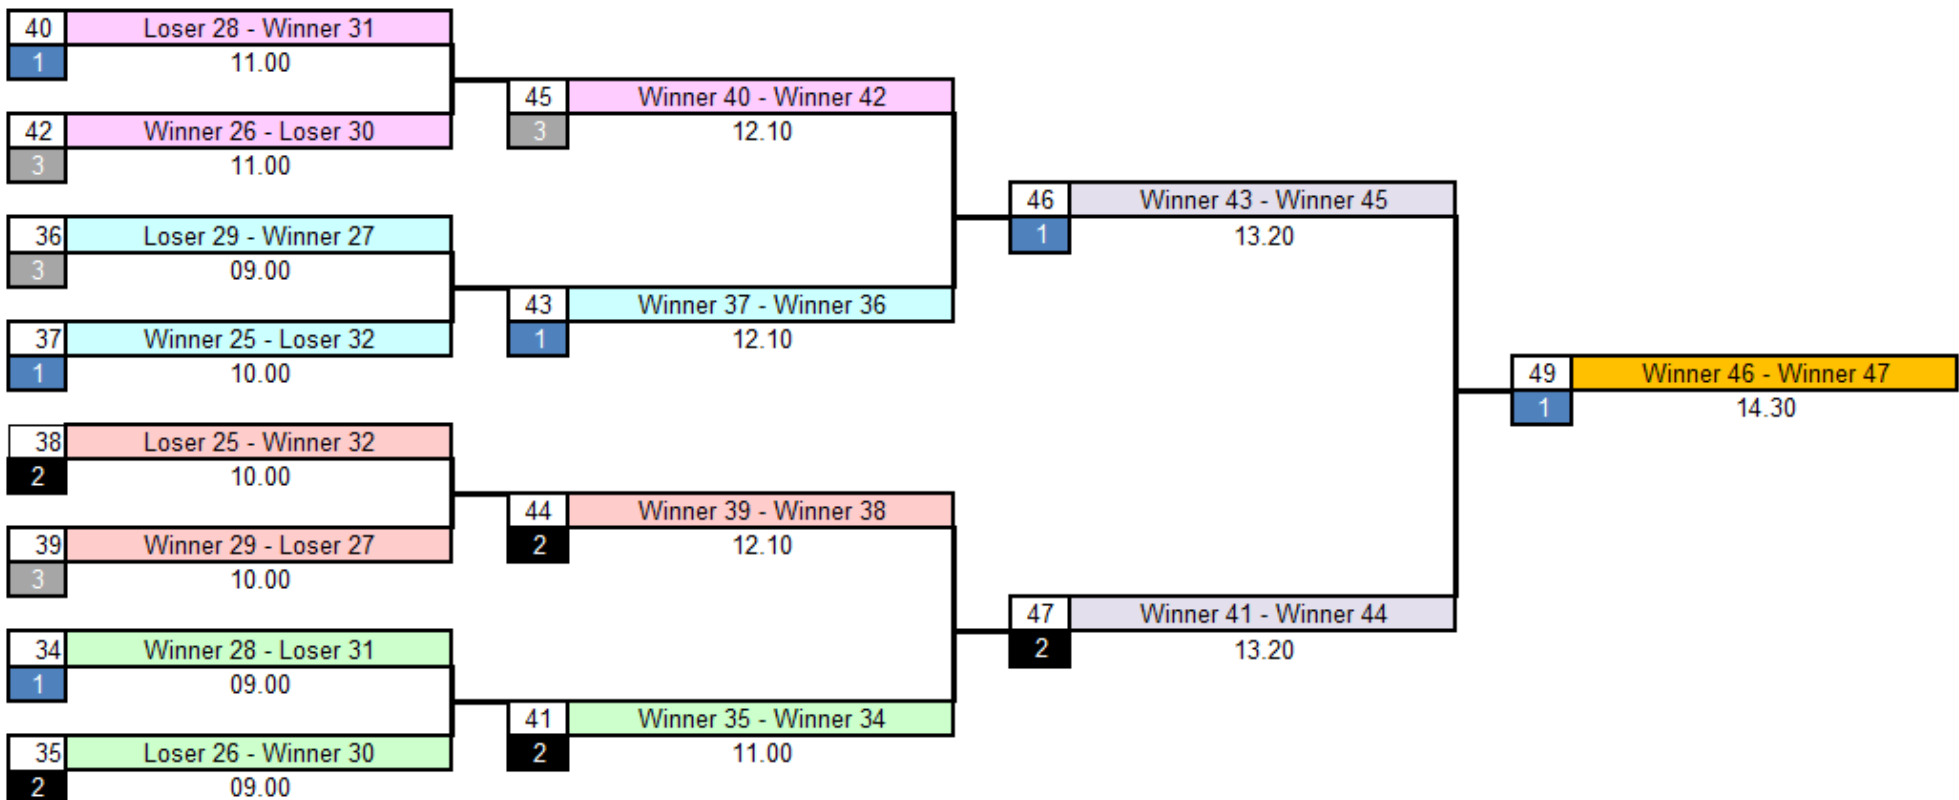 40 Loser 28 - Winner 31
1 11.00
42 Winner 26 - Loser 30
3 11.00
36 Loser 29 - Winner 27
3 09.00
37 Winner 25 - Loser 32
1 10.00
38 Loser 25 - Winner 32
2 10.00
39 Winner 29 - Loser 27
3 10.00
34 Winner 28 - Loser 31
1 09.00
35 Loser 26 - Winner 30
2 09.00
45 Winner 40 - Winner 42
3 12.10
43 Winner 37 - Winner 36
1 12.10
44 Winner 39 - Winner 38
2 12.10
41 Winner 35 - Winner 34
2 11.00
46 Winner 43 - Winner 45
1 13.20
47 Winner 41 - Winner 44
2 13.20
49 Winner 46 - Winner 47
1 14.30